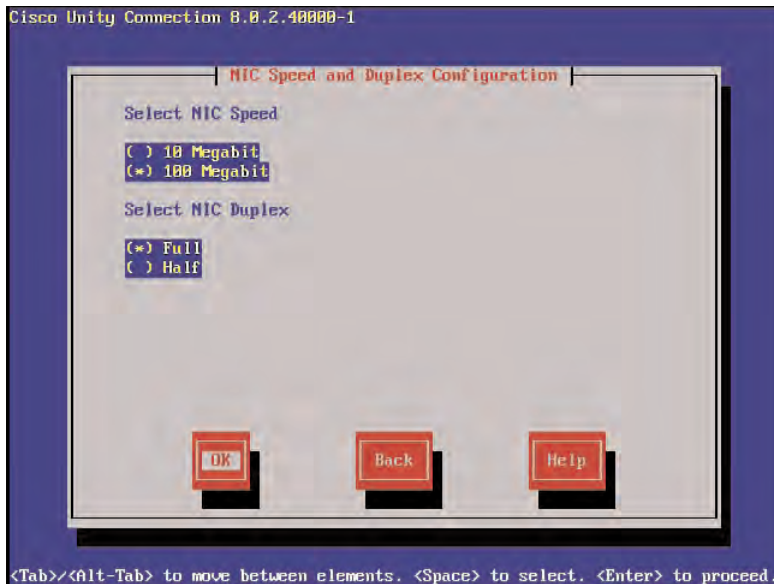 Cisco Unity Connection 8.0.2.40000-1
NIC Speed and Duplex Configuration
Select NIC Speed
( ) 10 Megabit
(*) 100 Megabit
Select NIC Duplex
(*) Full
( ) Half
OK Back Help
<Tab>/<Alt-Tab> to move between elements. <Space> to select. <Enter> to proceed